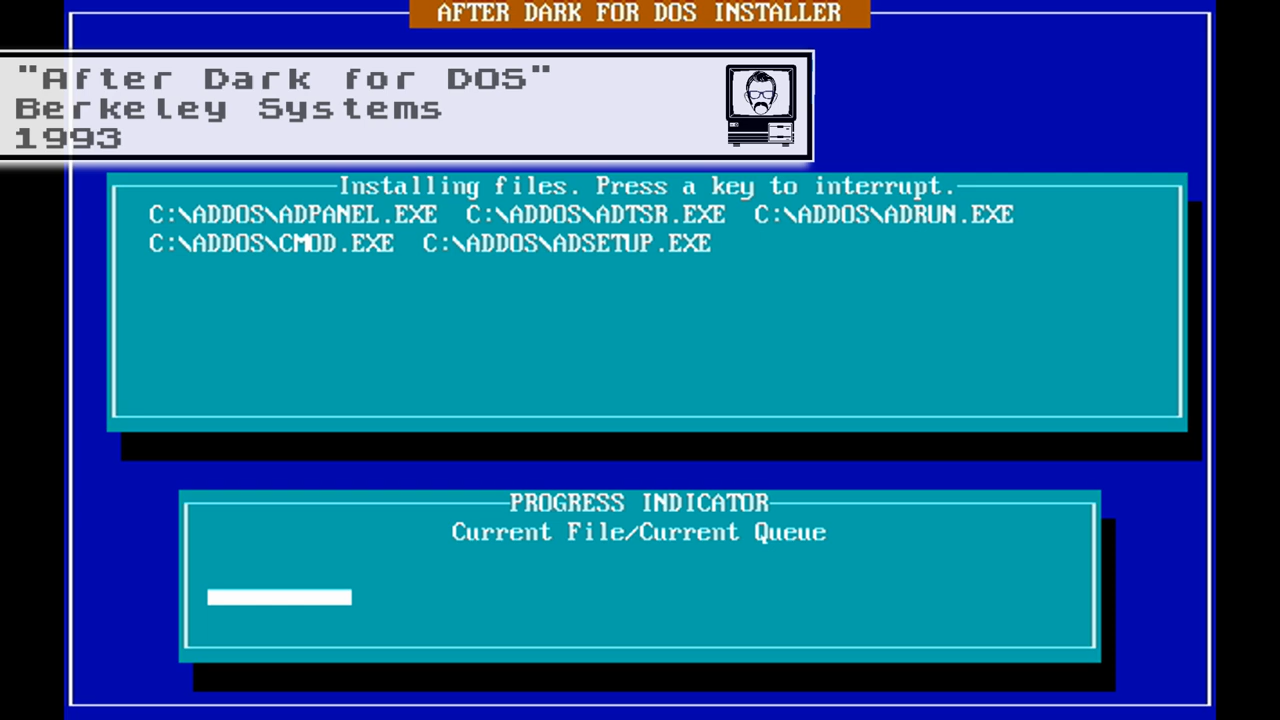 AFTER DARK FOR DOS INSTALLER
"After Dark for DOS"
Berkeley Systems
1993
Installing files. Press a key to interrupt.
C:\ADDOS\ADPANEL.EXE C:\ADDOS\ADTSR.EXE C:\ADDOS\ADRUN.EXE
C:\ADDOS\CMOD.EXE C:\ADDOS\ADSETUP.EXE
PROGRESS INDICATOR
Current File/Current Queue